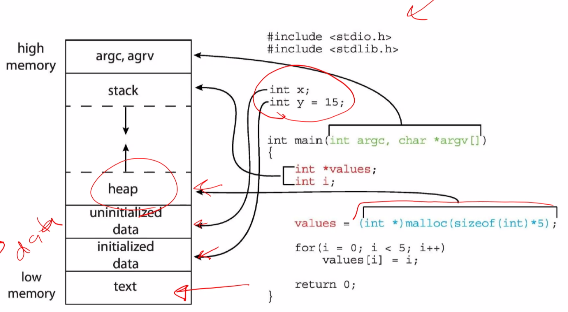 high
memory
argc, agrv
stack
heap
uninitialized
data
initialized
data
low
memory
text
data
#include <stdio.h>
#include <stdlib.h>
int x;
int y = 15;
int main(int argc, char *argv[])
{
int *values;
int i;
values = (int *)malloc(sizeof(int)*5);
for(i = 0; i < 5; i++)
values[i] = i;
return 0;
}